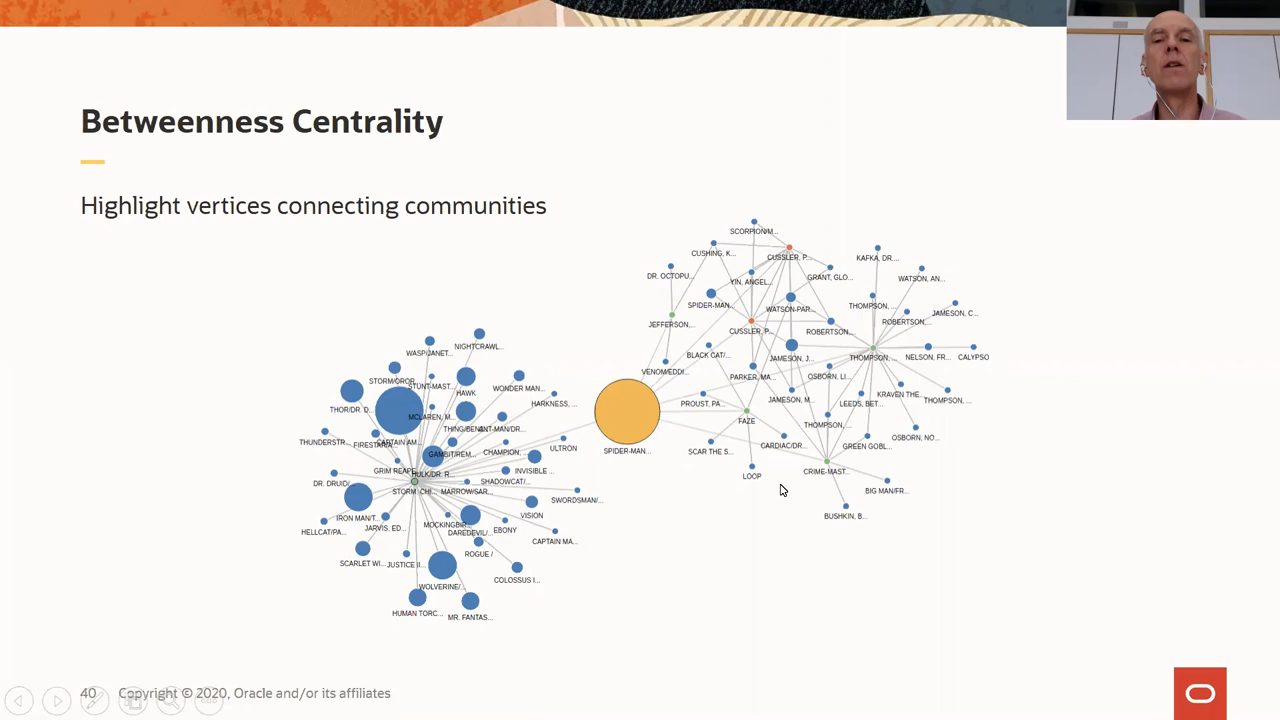 Betweenness Centrality
Highlight vertices connecting communities
SCORPION/M...
CUSHING, K...
CUSSLER, P...
KAFKA, DR....
DR. OCTOPU...
YIN, ANGEL...
GRANT, GLO...
WATSON, AN...
SPIDER-MAN...
WATSON-PAR...
THOMPSON, ...
JAMESON, C...
JEFFERSON,...
CUSSLER, P...
ROBERTSON,...
ROBERTSON,...
BLACK CAT/...
JAMESON, J...
THOMPSON, ...
NELSON, FR...
CALYPSO
VENOM/EDDI...
PARKER, MA...
OSBORN, LI...
PROUST, PA...
JAMESON, M...
LEEDS, BET...
KRAVEN THE...
THOMPSON, ...
FAZE
THOMPSON, ...
OSBORN, NO...
SCAR THE S...
CARDIAC/DR...
GREEN GOBL...
LOOP
CRIME-MAST...
BIG MAN/FR...
BUSHKIN, B...
SPIDER-MAN...
NIGHTCRAWL...
WASP/JANET...
STORM/OROR...
STUNT-MAST...
HAWK
WONDER MAN...
HARKNESS, ...
THOR/DR. D...
MCLAREN, M...
THING/BENJ...
ANT-MAN/DR...
THUNDERSTR...
FIRESTAR/A...
CAPTAIN AM...
GAMBIT/REM...
CHAMPION, ...
ULTRON
GRIM REAPE...
HULK/DR. R...
INVISIBLE ...
DR. DRUID/...
STORM, CHI...
MARROW/SAR...
SHADOWCAT/...
SWORDSMAN/...
IRON MAN/T...
JARVIS, ED...
MOCKINGBIR...
DAREDEVIL/...
EBONY
VISION
HELLCAT/PA...
CAPTAIN MA...
SCARLET WI...
JUSTICE II...
ROGUE /
WOLVERINE/...
COLOSSUS I...
HUMAN TORC...
MR. FANTAS...
40 Copyright © 2020, Oracle and/or its affiliates